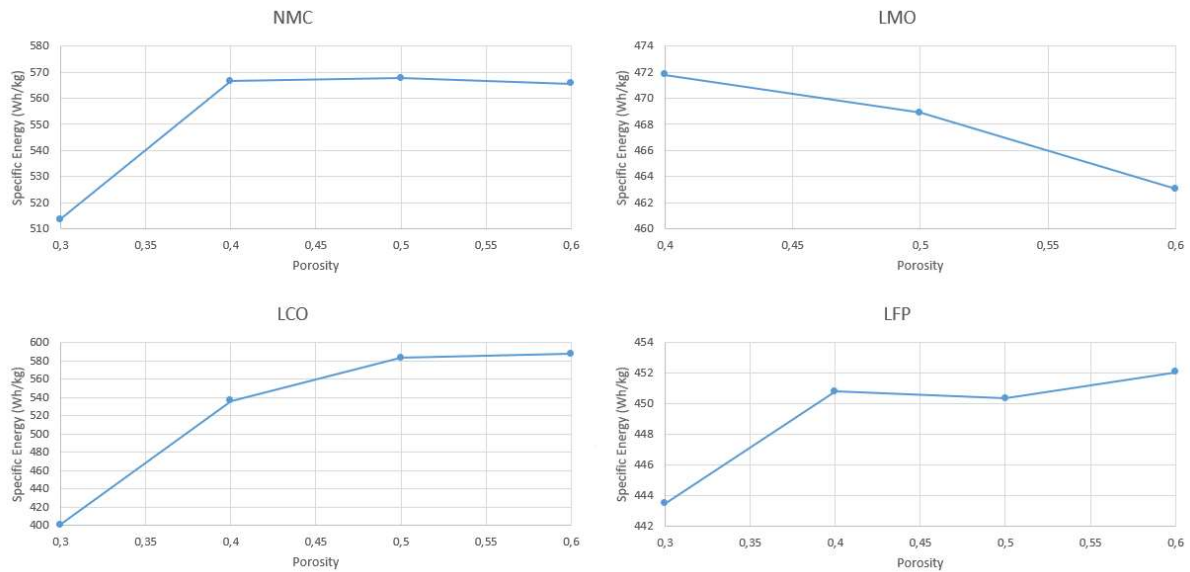 NMC
Specific Energy (Wh/kg)
580
570
560
550
540
530
520
510
0,3 0,35 0,4 0,45 0,5 0,55 0,6
Porosity
LMO
Specific Energy (Wh/kg)
474
472
470
468
466
464
462
460
0,4 0,45 0,5 0,55 0,6
Porosity
LCO
Specific Energy (Wh/kg)
600
580
560
540
520
500
480
460
440
420
400
0,3 0,35 0,4 0,45 0,5 0,55 0,6
Porosity
LFP
Specific Energy (Wh/kg)
454
452
450
448
446
444
442
0,3 0,35 0,4 0,45 0,5 0,55 0,6
Porosity